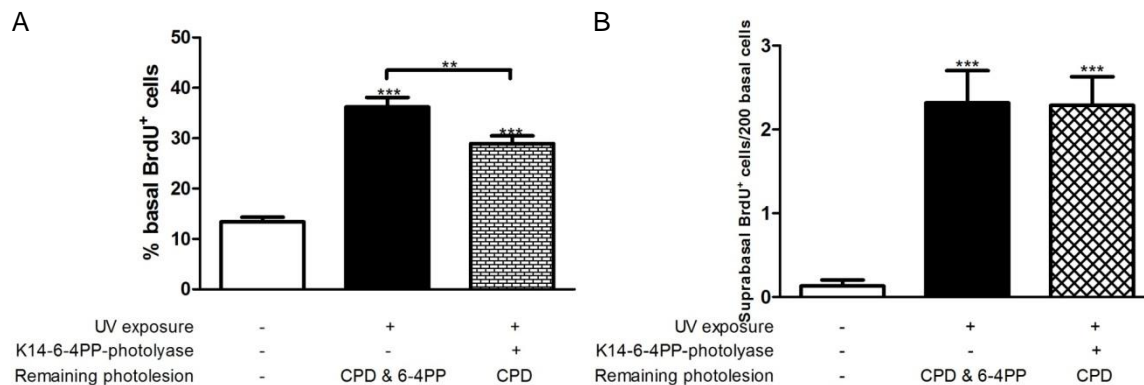 A
% basal BrdU+ cells
50
40
30
20
10
0
**
***
***
UV exposure - + +
K14-6-4PP-photolyase - - +
Remaining photolesion - CPD & 6-4PP CPD
B
Suprabasal BrdU+ cells/200 basal cells
3
2
1
0
***
***
UV exposure - + +
K14-6-4PP-photolyase - - +
Remaining photolesion - CPD & 6-4PP CPD